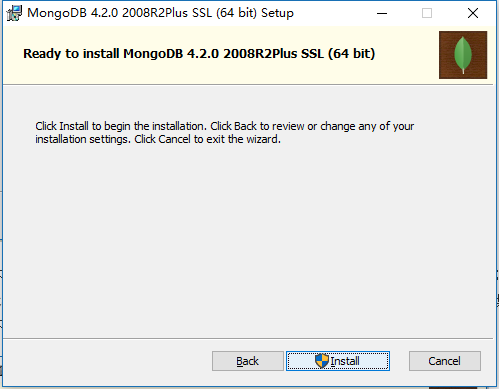 MongoDB 4.2.0 2008R2Plus SSL (64 bit) Setup
Ready to install MongoDB 4.2.0 2008R2Plus SSL (64 bit)
Click Install to begin the installation. Click Back to review or change any of your
installation settings. Click Cancel to exit the wizard.
Back
Install
Cancel